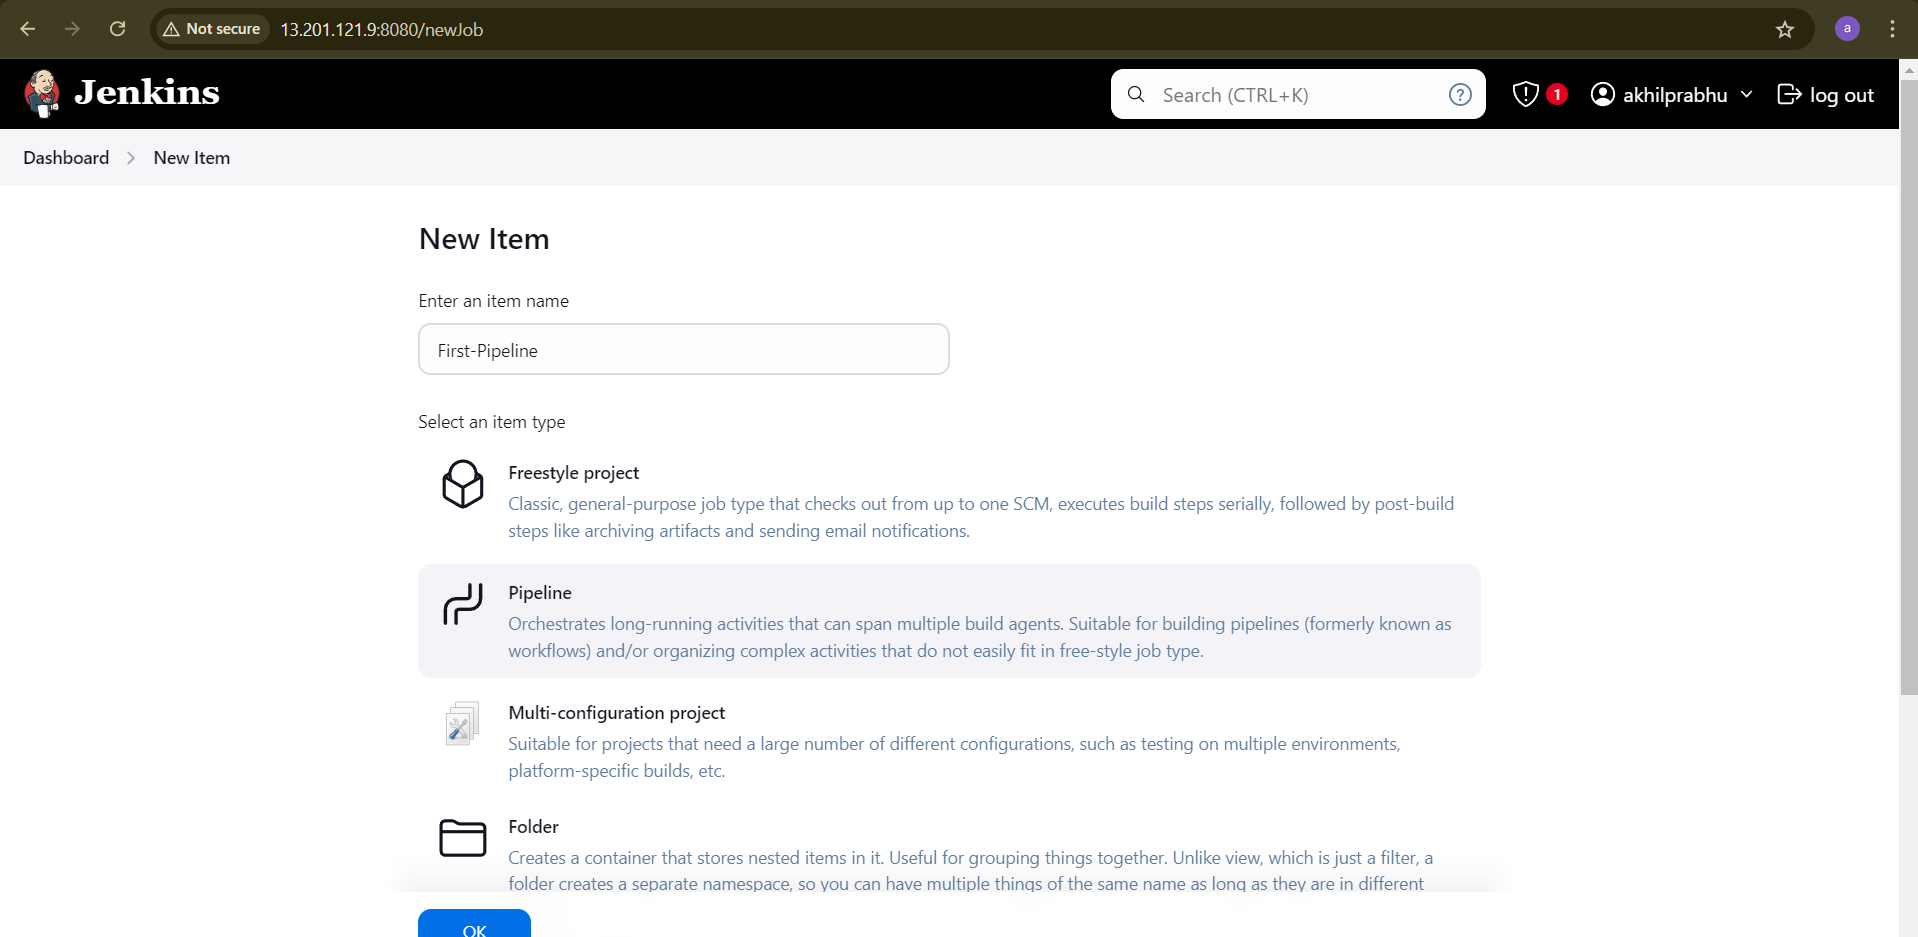 Not secure 13.201.121.9:8080/newJob a
Jenkins Search (CTRL+K) ? 1 akhilprabhu log out
Dashboard New Item
New Item
Enter an item name
First-Pipeline
Select an item type
Freestyle project
Classic, general-purpose job type that checks out from up to one SCM, executes build steps serially, followed by post-build
steps like archiving artifacts and sending email notifications.
Pipeline
Orchestrates long-running activities that can span multiple build agents. Suitable for building pipelines (formerly known as
workflows) and/or organizing complex activities that do not easily fit in free-style job type.
Multi-configuration project
Suitable for projects that need a large number of different configurations, such as testing on multiple environments,
platform-specific builds, etc.
Folder
Creates a container that stores nested items in it. Useful for grouping things together. Unlike view, which is just a filter, a
folder creates a separate namespace, so you can have multiple things of the same name as long as they are in different
OK